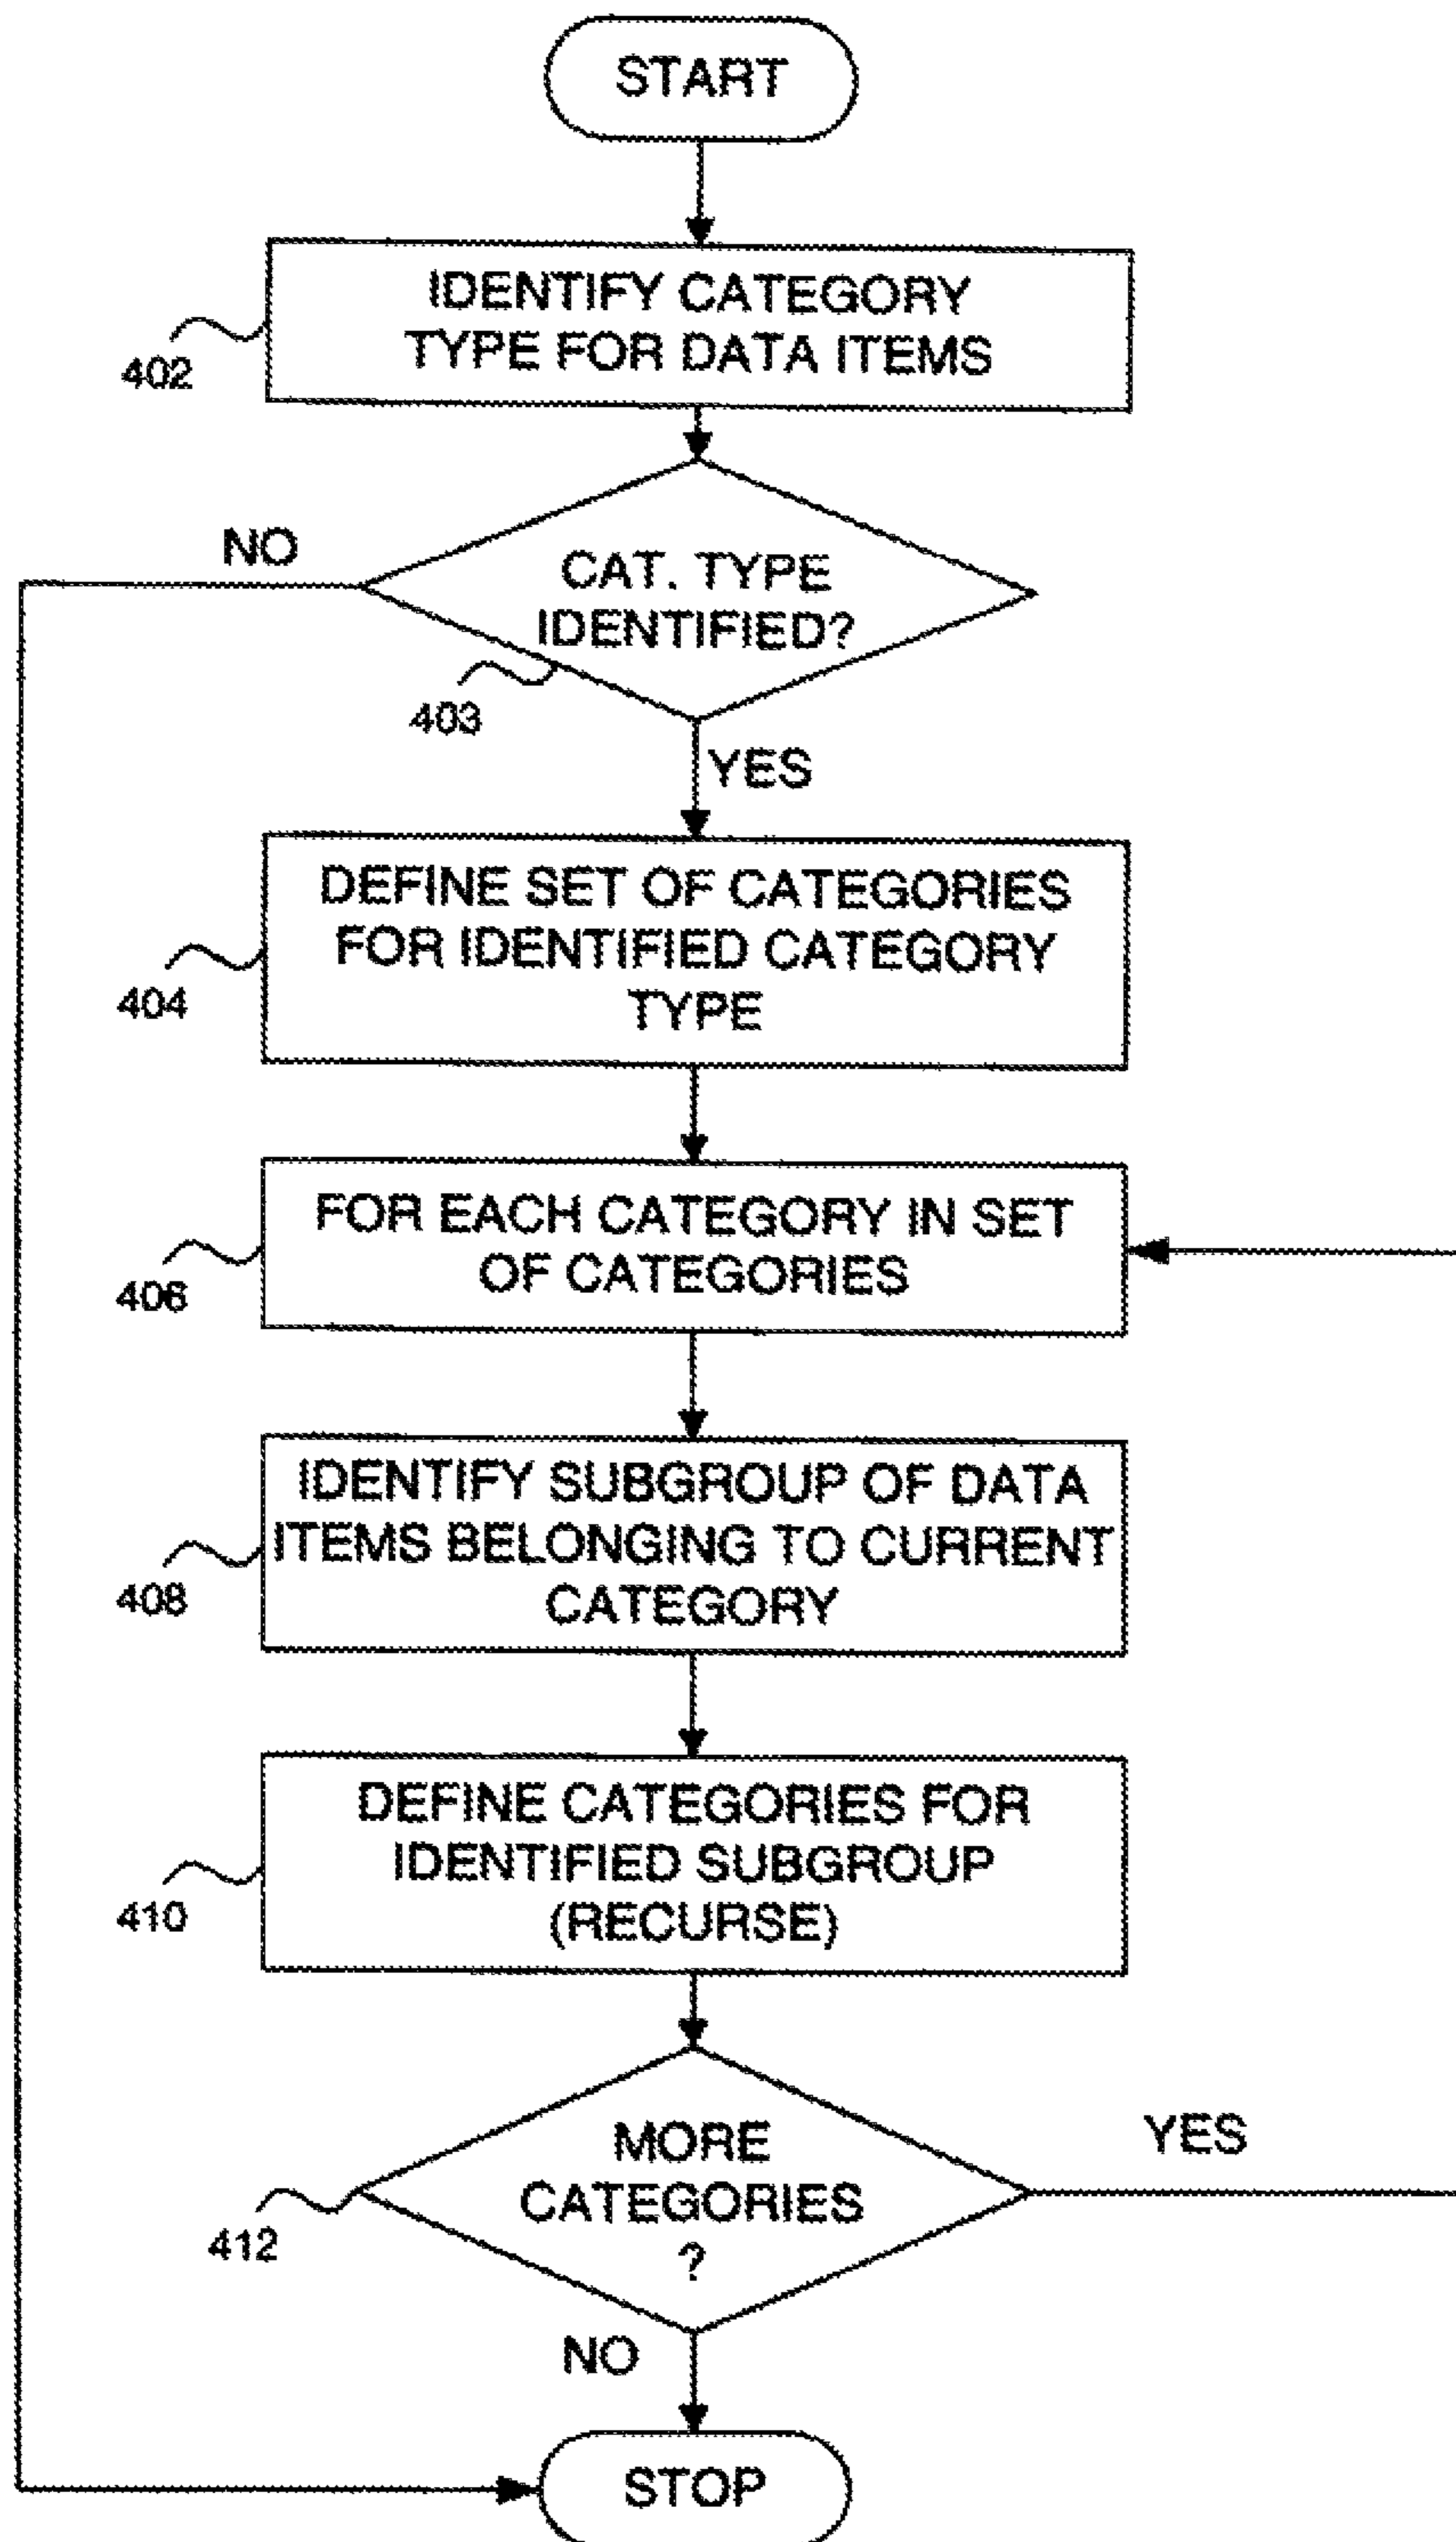 START
IDENTIFY CATEGORY
TYPE FOR DATA ITEMS
402
NO
CAT. TYPE
IDENTIFIED?
403
YES
DEFINE SET OF CATEGORIES
FOR IDENTIFIED CATEGORY
TYPE
404
FOR EACH CATEGORY IN SET
OF CATEGORIES
406
IDENTIFY SUBGROUP OF DATA
ITEMS BELONGING TO CURRENT
CATEGORY
408
DEFINE CATEGORIES FOR
IDENTIFIED SUBGROUP
(RECURSE)
410
MORE
CATEGORIES
?
YES
412
NO
STOP